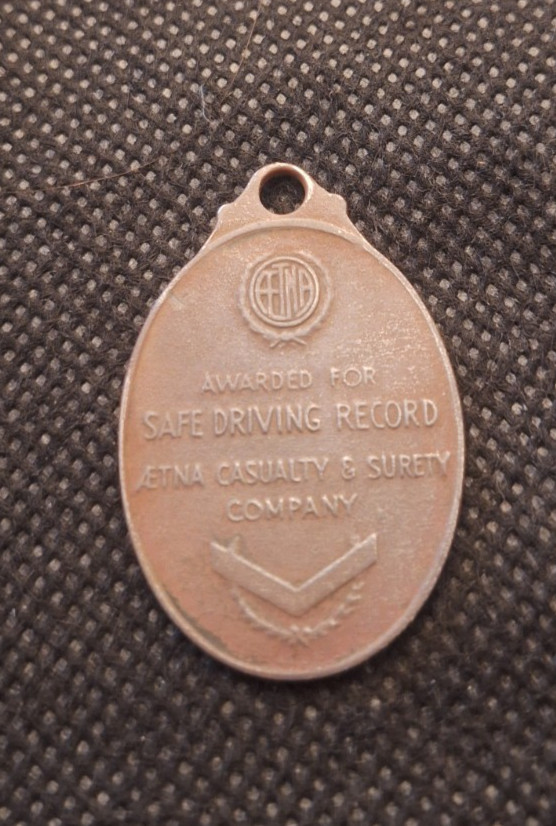 ÆTNA
AWARDED FOR
SAFE DRIVING RECORD
ÆTNA CASUALTY & SURETY
COMPANY